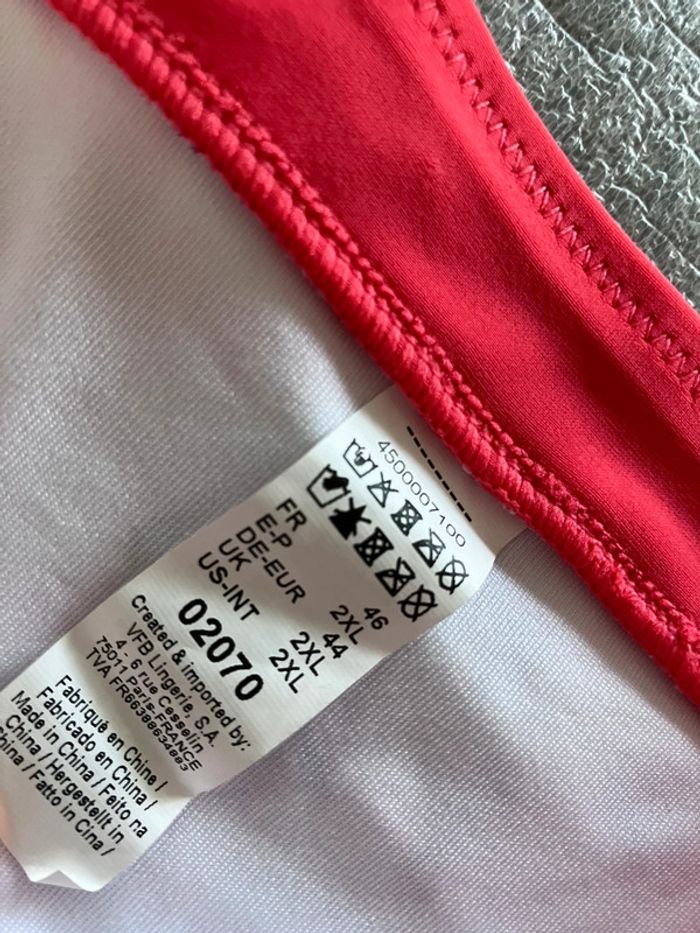 4500007100
FR 46
E-P 2XL
DE-EUR 44
UK 2XL
US-INT 2XL
02070
Created & imported by:
VFB Lingerie, S.A.
4 - 6 rue Cesselin
75011 Paris-FRANCE
TVA FR66388634883
Fabriqué en Chine /
Fabricado en China /
Made in China / Feito na
China / Hergestellt in
China / Fatto in Cina /